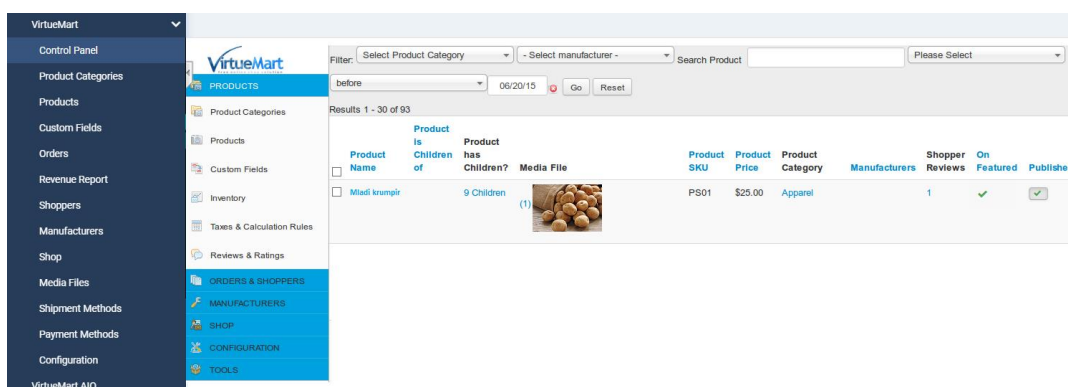 VirtueMart
Control Panel
Product Categories
Products
Custom Fields
Orders
Revenue Report
Shoppers
Manufacturers
Shop
Media Files
Shipment Methods
Payment Methods
Configuration
VirtueMart AIO
VirtueMart
PRODUCTS
Product Categories
Products
Custom Fields
Inventory
Taxes & Calculation Rules
Reviews & Ratings
ORDERS & SHOPPERS
MANUFACTURERS
SHOP
CONFIGURATION
TOOLS
Filter: Select Product Category - Select manufacturer - Search Product Please Select
before 06/20/15 Go Reset
Results 1 - 30 of 93
Product Name
Product Is Children of
Product has Children?
Media File
Product SKU
Product Price
Product Category
Manufacturers
Shopper Reviews
On Featured
Publishe
Mladi krumpir 9 Children (1) PS01 $25.00 Apparel 1